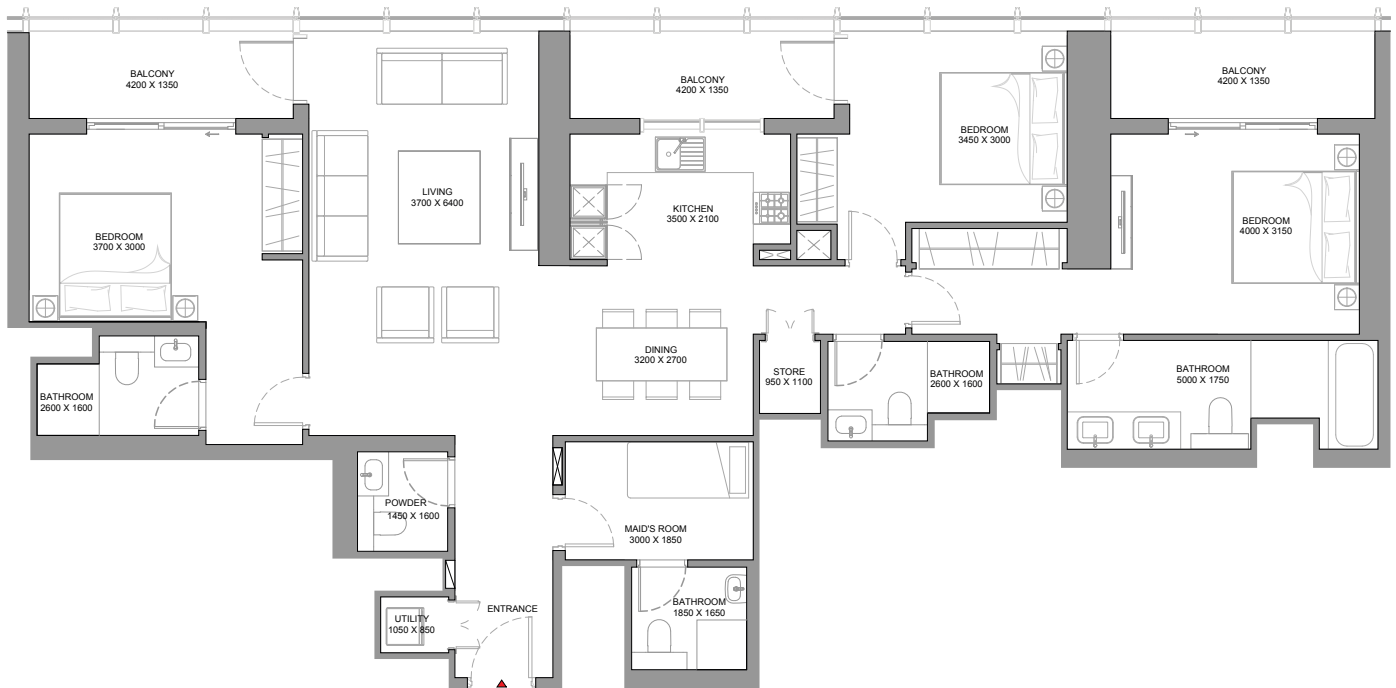 BALCONY
4200 X 1350
BALCONY
4200 X 1350
BALCONY
4200 X 1350
BEDROOM
3450 X 3000
LIVING
3700 X 6400
KITCHEN
3500 X 2100
BEDROOM
3700 X 3000
BEDROOM
4000 X 3150
DINING
3200 X 2700
STORE
950 X 1100
BATHROOM
2600 X 1600
BATHROOM
5000 X 1750
BATHROOM
2600 X 1600
POWDER
1450 X 1600
MAID'S ROOM
3000 X 1850
BATHROOM
1850 X 1650
ENTRANCE
UTILITY
1050 X 850